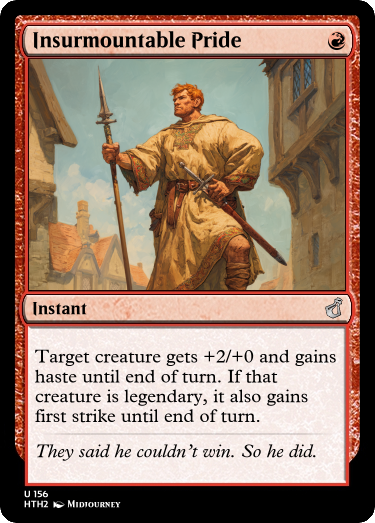 Insurmountable Pride
Instant
Target creature gets +2/+0 and gains
haste until end of turn. If that
creature is legendary, it also gains
first strike until end of turn.
They said he couldn't win. So he did.
U 156
HTH2 Midjourney